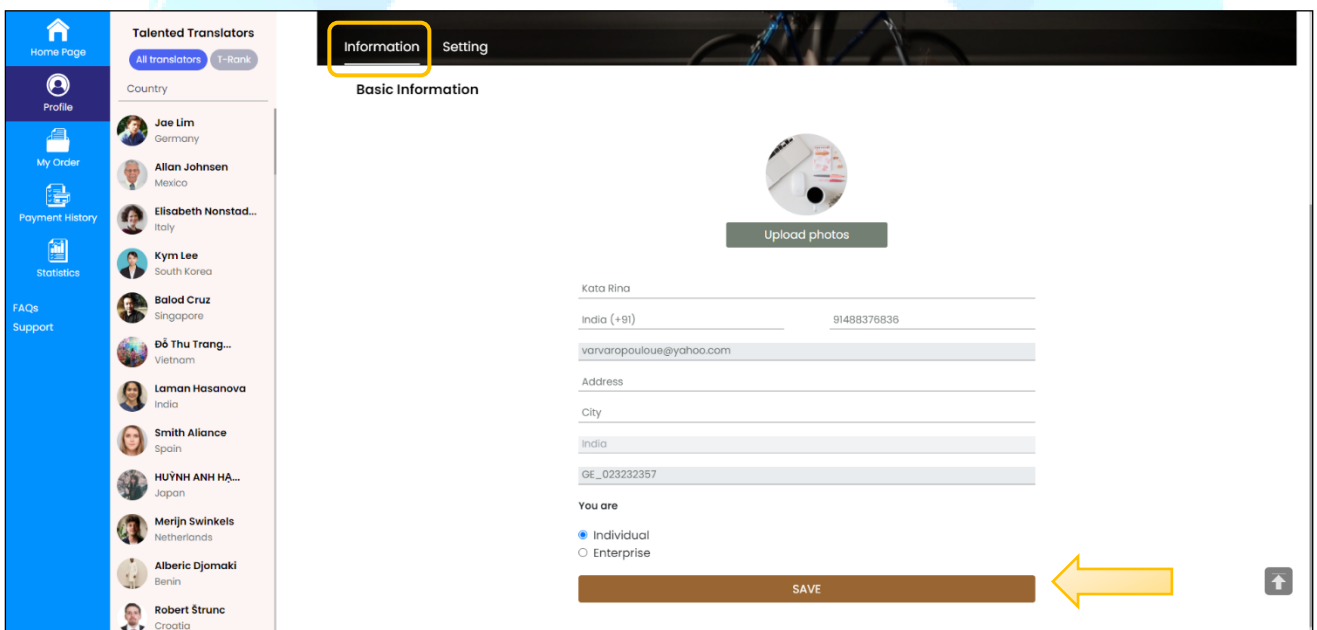 Home Page
Profile
My Order
Payment History
Statistics
FAQs
Support
Talented Translators
All translators T-Rank
Country
Jae Lim
Germany
Allan Johnsen
Mexico
Elisabeth Nonstad...
Italy
Kym Lee
South Korea
Balod Cruz
Singapore
Đỗ Thu Trang...
Vietnam
Laman Hasanova
India
Smith Aliance
Spain
HUỲNH ANH HẠ...
Japan
Merijn Swinkels
Netherlands
Alberic Djomaki
Benin
Robert Štrunc
Croatia
Information Setting
Basic Information
Upload photos
Kata Rina
India (+91) 91488376836
varvaropouloue@yahoo.com
Address
City
India
GE_023232357
You are
Individual
Enterprise
SAVE